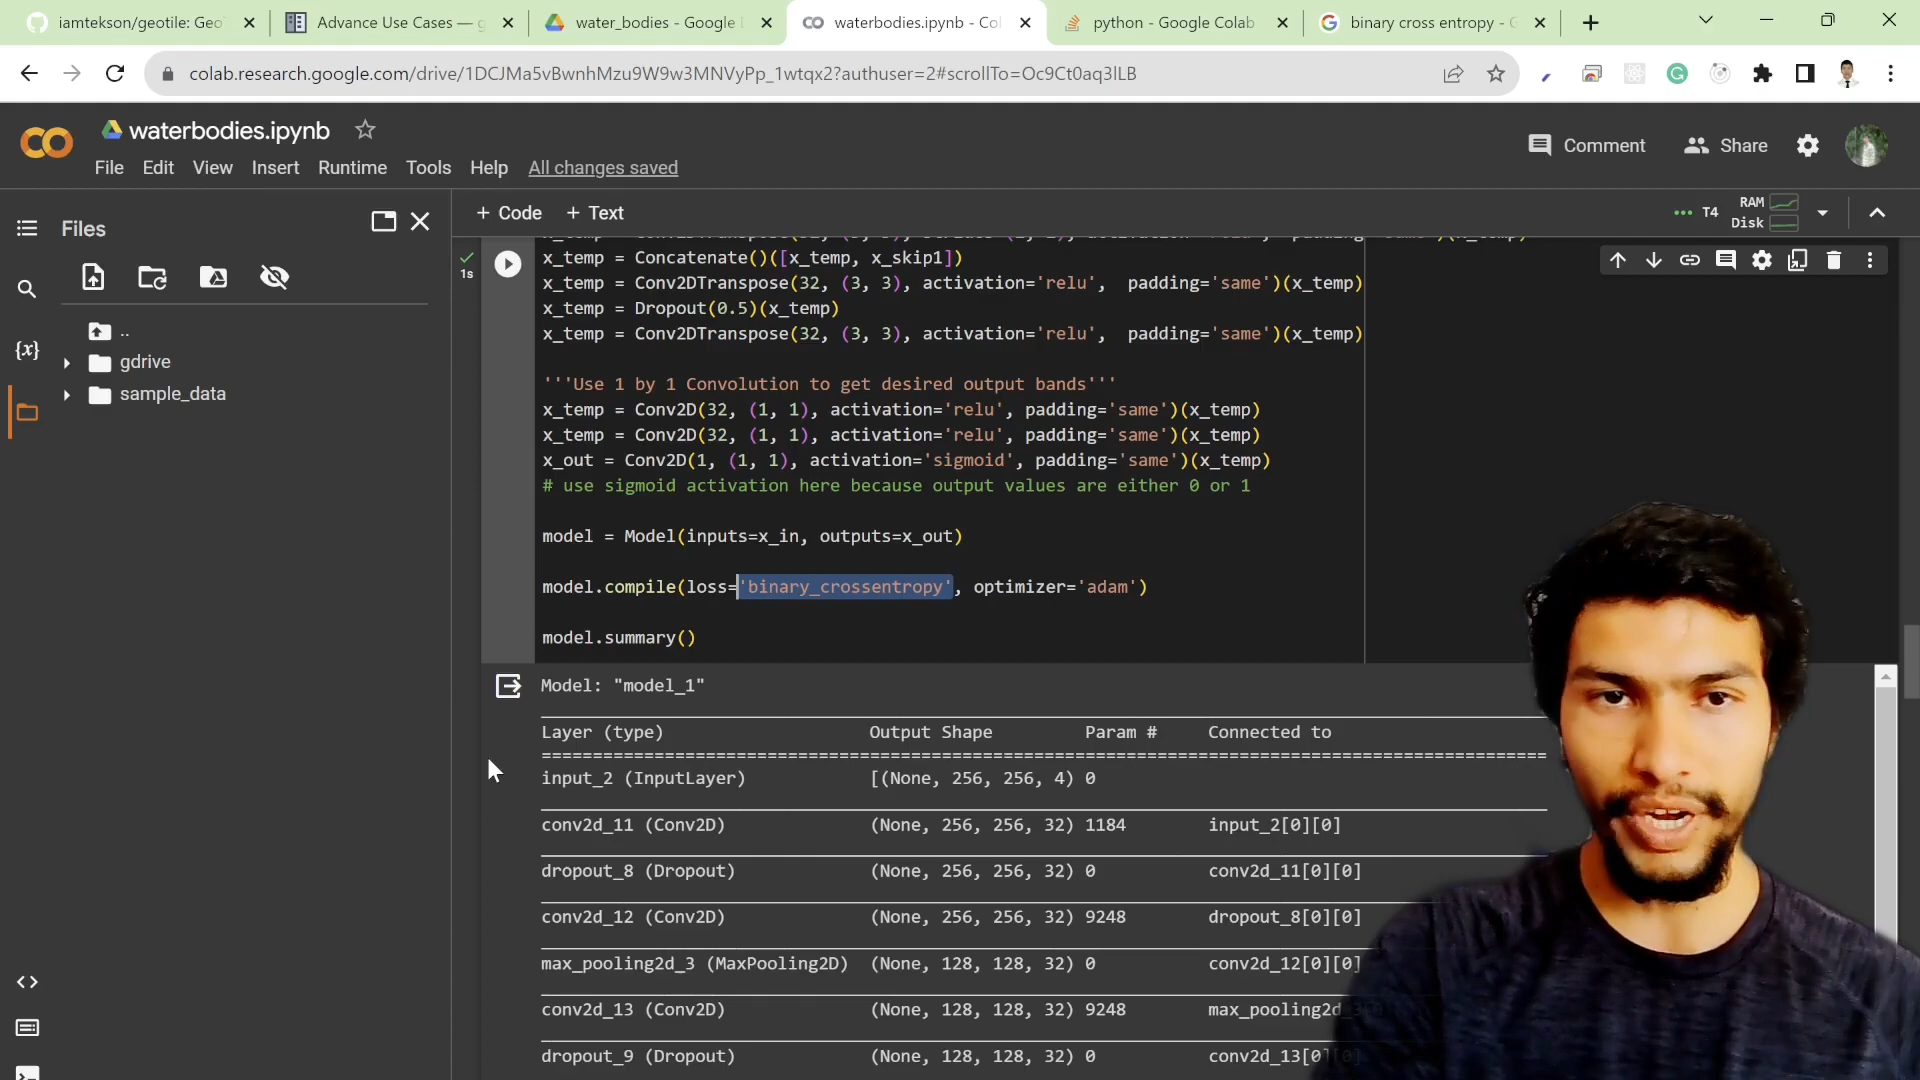 iamtekson/geotile: Geo
Advance Use Cases — g
water_bodies - Google
waterbodies.ipynb - Co
python - Google Colab
binary cross entropy - G
colab.research.google.com/drive/1DCJMa5vBwnhMzu9W9w3MNVyPp_1wtqx2?authuser=2#scrollTo=Oc9Ct0aq3lLB
waterbodies.ipynb
Comment
Share
File Edit View Insert Runtime Tools Help All changes saved
Files
+ Code + Text
T4
RAM
Disk
..
gdrive
sample_data
{x}
1s
x_temp = Concatenate()([x_temp, x_skip1])
x_temp = Conv2DTranspose(32, (3, 3), activation='relu', padding='same')(x_temp)
x_temp = Dropout(0.5)(x_temp)
x_temp = Conv2DTranspose(32, (3, 3), activation='relu', padding='same')(x_temp)
'''Use 1 by 1 Convolution to get desired output bands'''
x_temp = Conv2D(32, (1, 1), activation='relu', padding='same')(x_temp)
x_temp = Conv2D(32, (1, 1), activation='relu', padding='same')(x_temp)
x_out = Conv2D(1, (1, 1), activation='sigmoid', padding='same')(x_temp)
# use sigmoid activation here because output values are either 0 or 1
model = Model(inputs=x_in, outputs=x_out)
model.compile(loss='binary_crossentropy', optimizer='adam')
model.summary()
Model: "model_1"
Layer (type) Output Shape Param # Connected to
input_2 (InputLayer) [(None, 256, 256, 4) 0
conv2d_11 (Conv2D) (None, 256, 256, 32) 1184 input_2[0][0]
dropout_8 (Dropout) (None, 256, 256, 32) 0 conv2d_11[0][0]
conv2d_12 (Conv2D) (None, 256, 256, 32) 9248 dropout_8[0][0]
max_pooling2d_3 (MaxPooling2D) (None, 128, 128, 32) 0 conv2d_12[0][0]
conv2d_13 (Conv2D) (None, 128, 128, 32) 9248 max_pooling2d
dropout_9 (Dropout) (None, 128, 128, 32) 0 conv2d_13[0][0]